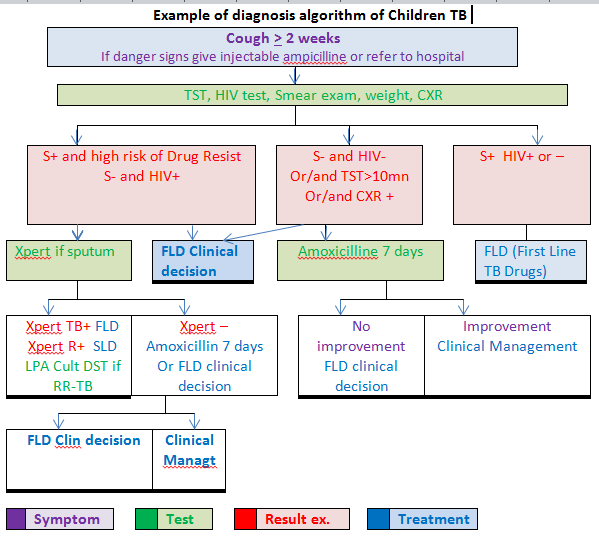 Example of diagnosis algorithm of Children TB
Cough > 2 weeks
If danger signs give injectable ampicilline or refer to hospital
TST, HIV test, Smear exam, weight, CXR
S+ and high risk of Drug Resist
S- and HIV+
S- and HIV-
Or/and TST>10mn
Or/and CXR +
S+ HIV+ or –
Xpert if sputum
FLD Clinical
decision
Amoxicilline 7 days
FLD (First Line
TB Drugs)
Xpert TB+ FLD
Xpert R+ SLD
LPA Cult DST if
RR-TB
Xpert –
Amoxicillin 7 days
Or FLD clinical
decision
No
improvement
FLD clinical
decision
Improvement
Clinical Management
FLD Clin decision
Clinical
Managt
Symptom
Test
Result ex.
Treatment